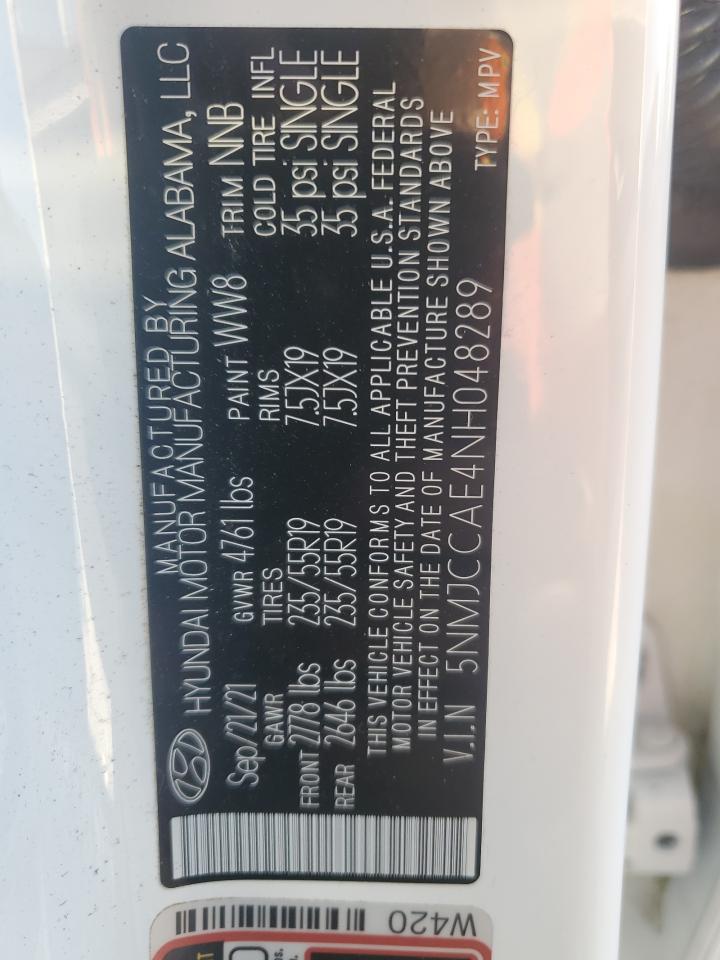 MANUFACTURED BY
HYUNDAI MOTOR MANUFACTURING ALABAMA, LLC
Sep/21/21 GVWR 4761 lbs PAINT WW8 TRIM NNB
GAWR TIRES RIMS COLD TIRE INFL
FRONT 2778 lbs 235/55R19 7.5JX19 35 psi SINGLE
REAR 2646 lbs 235/55R19 7.5JX19 35 psi SINGLE
THIS VEHICLE CONFORMS TO ALL APPLICABLE U.S.A. FEDERAL
MOTOR VEHICLE SAFETY AND THEFT PREVENTION STANDARDS
IN EFFECT ON THE DATE OF MANUFACTURE SHOWN ABOVE
V.I.N 5NMJCCAE4NH048289 TYPE: MPV
W420